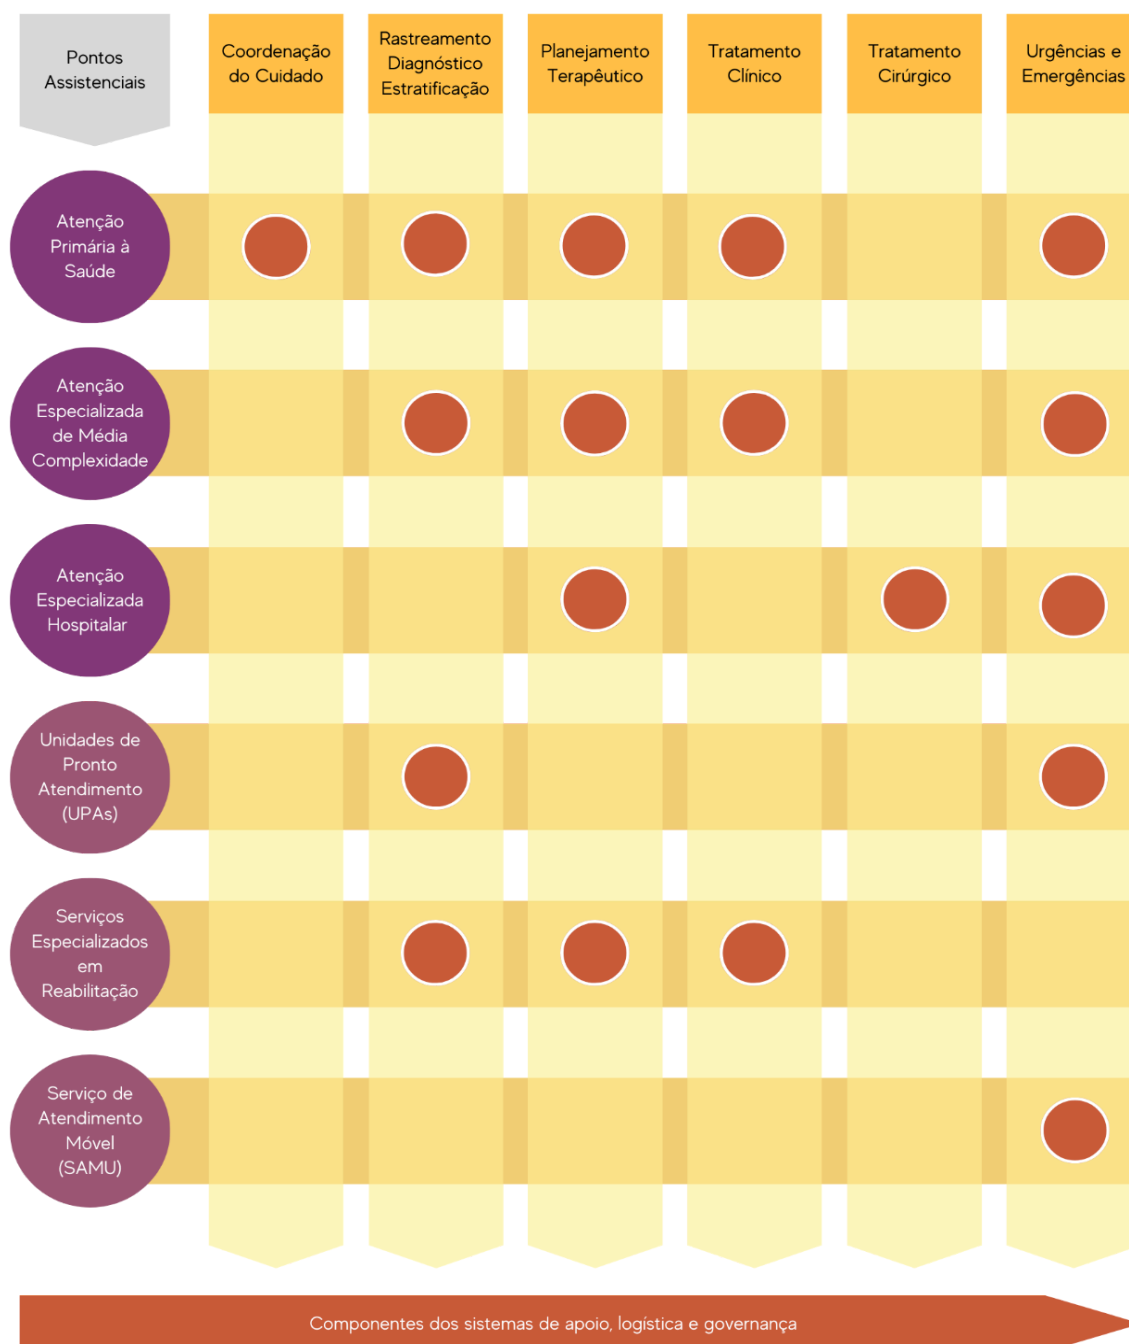 Pontos
Assistenciais
Coordenação
do Cuidado
Rastreamento
Diagnóstico
Estratificação
Planejamento
Terapêutico
Tratamento
Clínico
Tratamento
Cirúrgico
Urgências e
Emergências
Atenção
Primária à
Saúde
Atenção
Especializada
de Média
Complexidade
Atenção
Especializada
Hospitalar
Unidades de
Pronto
Atendimento
(UPAs)
Serviços
Especializados
em
Reabilitação
Serviço de
Atendimento
Móvel
(SAMU)
Componentes dos sistemas de apoio, logística e governança